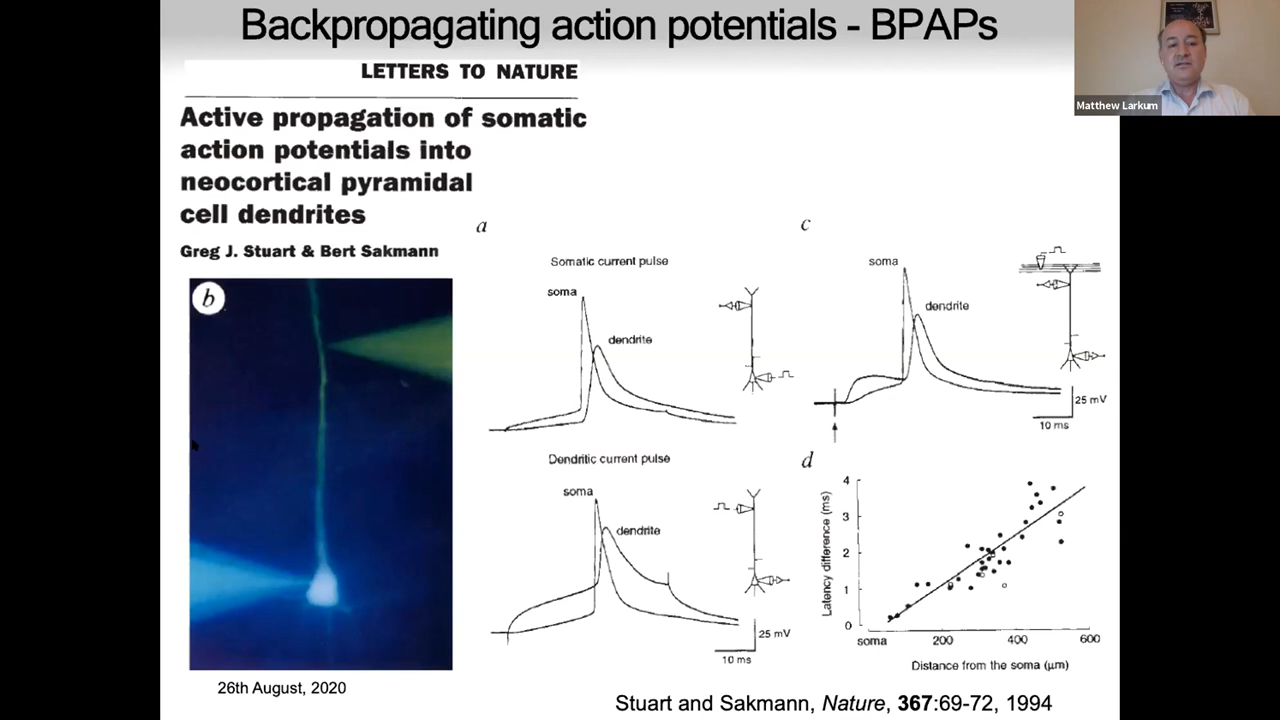 Backpropagating action potentials - BPAPs
Matthew Larkum
LETTERS TO NATURE
Active propagation of somatic
action potentials into
neocortical pyramidal
cell dendrites
Greg J. Stuart & Bert Sakmann
b
a
Somatic current pulse
soma
dendrite
Dendritic current pulse
soma
dendrite
25 mV
10 ms
c
soma
dendrite
25 mV
10 ms
d
Latency difference (ms)
4
3
2
1
0
soma
200
400
600
Distance from the soma (μm)
26th August, 2020
Stuart and Sakmann, Nature, 367:69-72, 1994